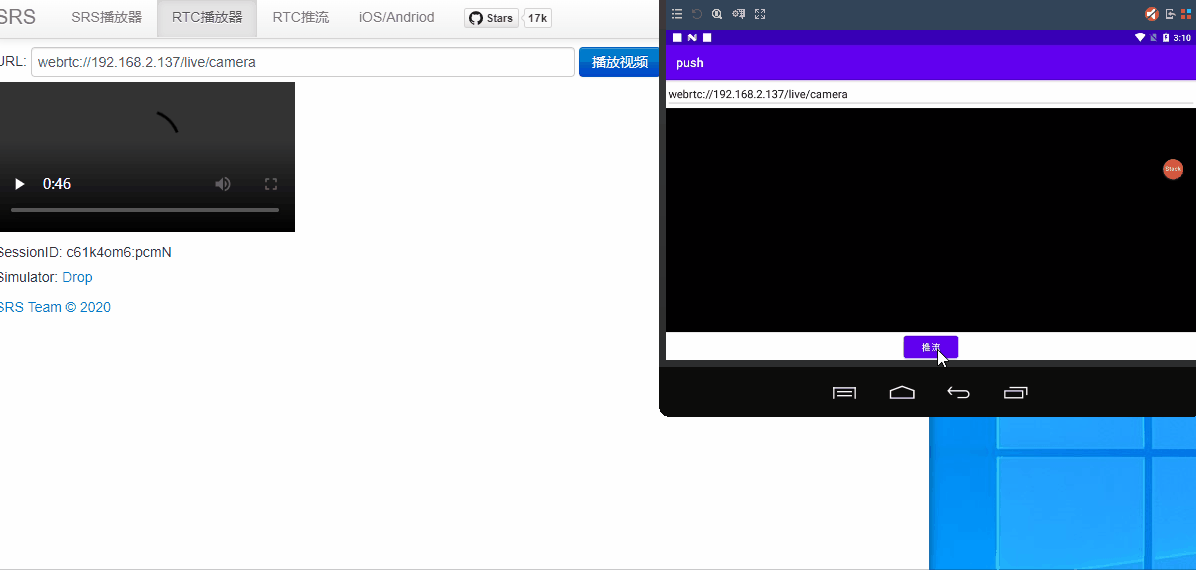 SRS
SRS播放器
RTC播放器
RTC推流
iOS/Andriod
Stars
17k
URL:
webrtc://192.168.2.137/live/camera
播放视频
0:46
SessionID: c61k4om6:pcmN
Simulator: Drop
SRS Team © 2020
3:10
push
webrtc://192.168.2.137/live/camera
推流